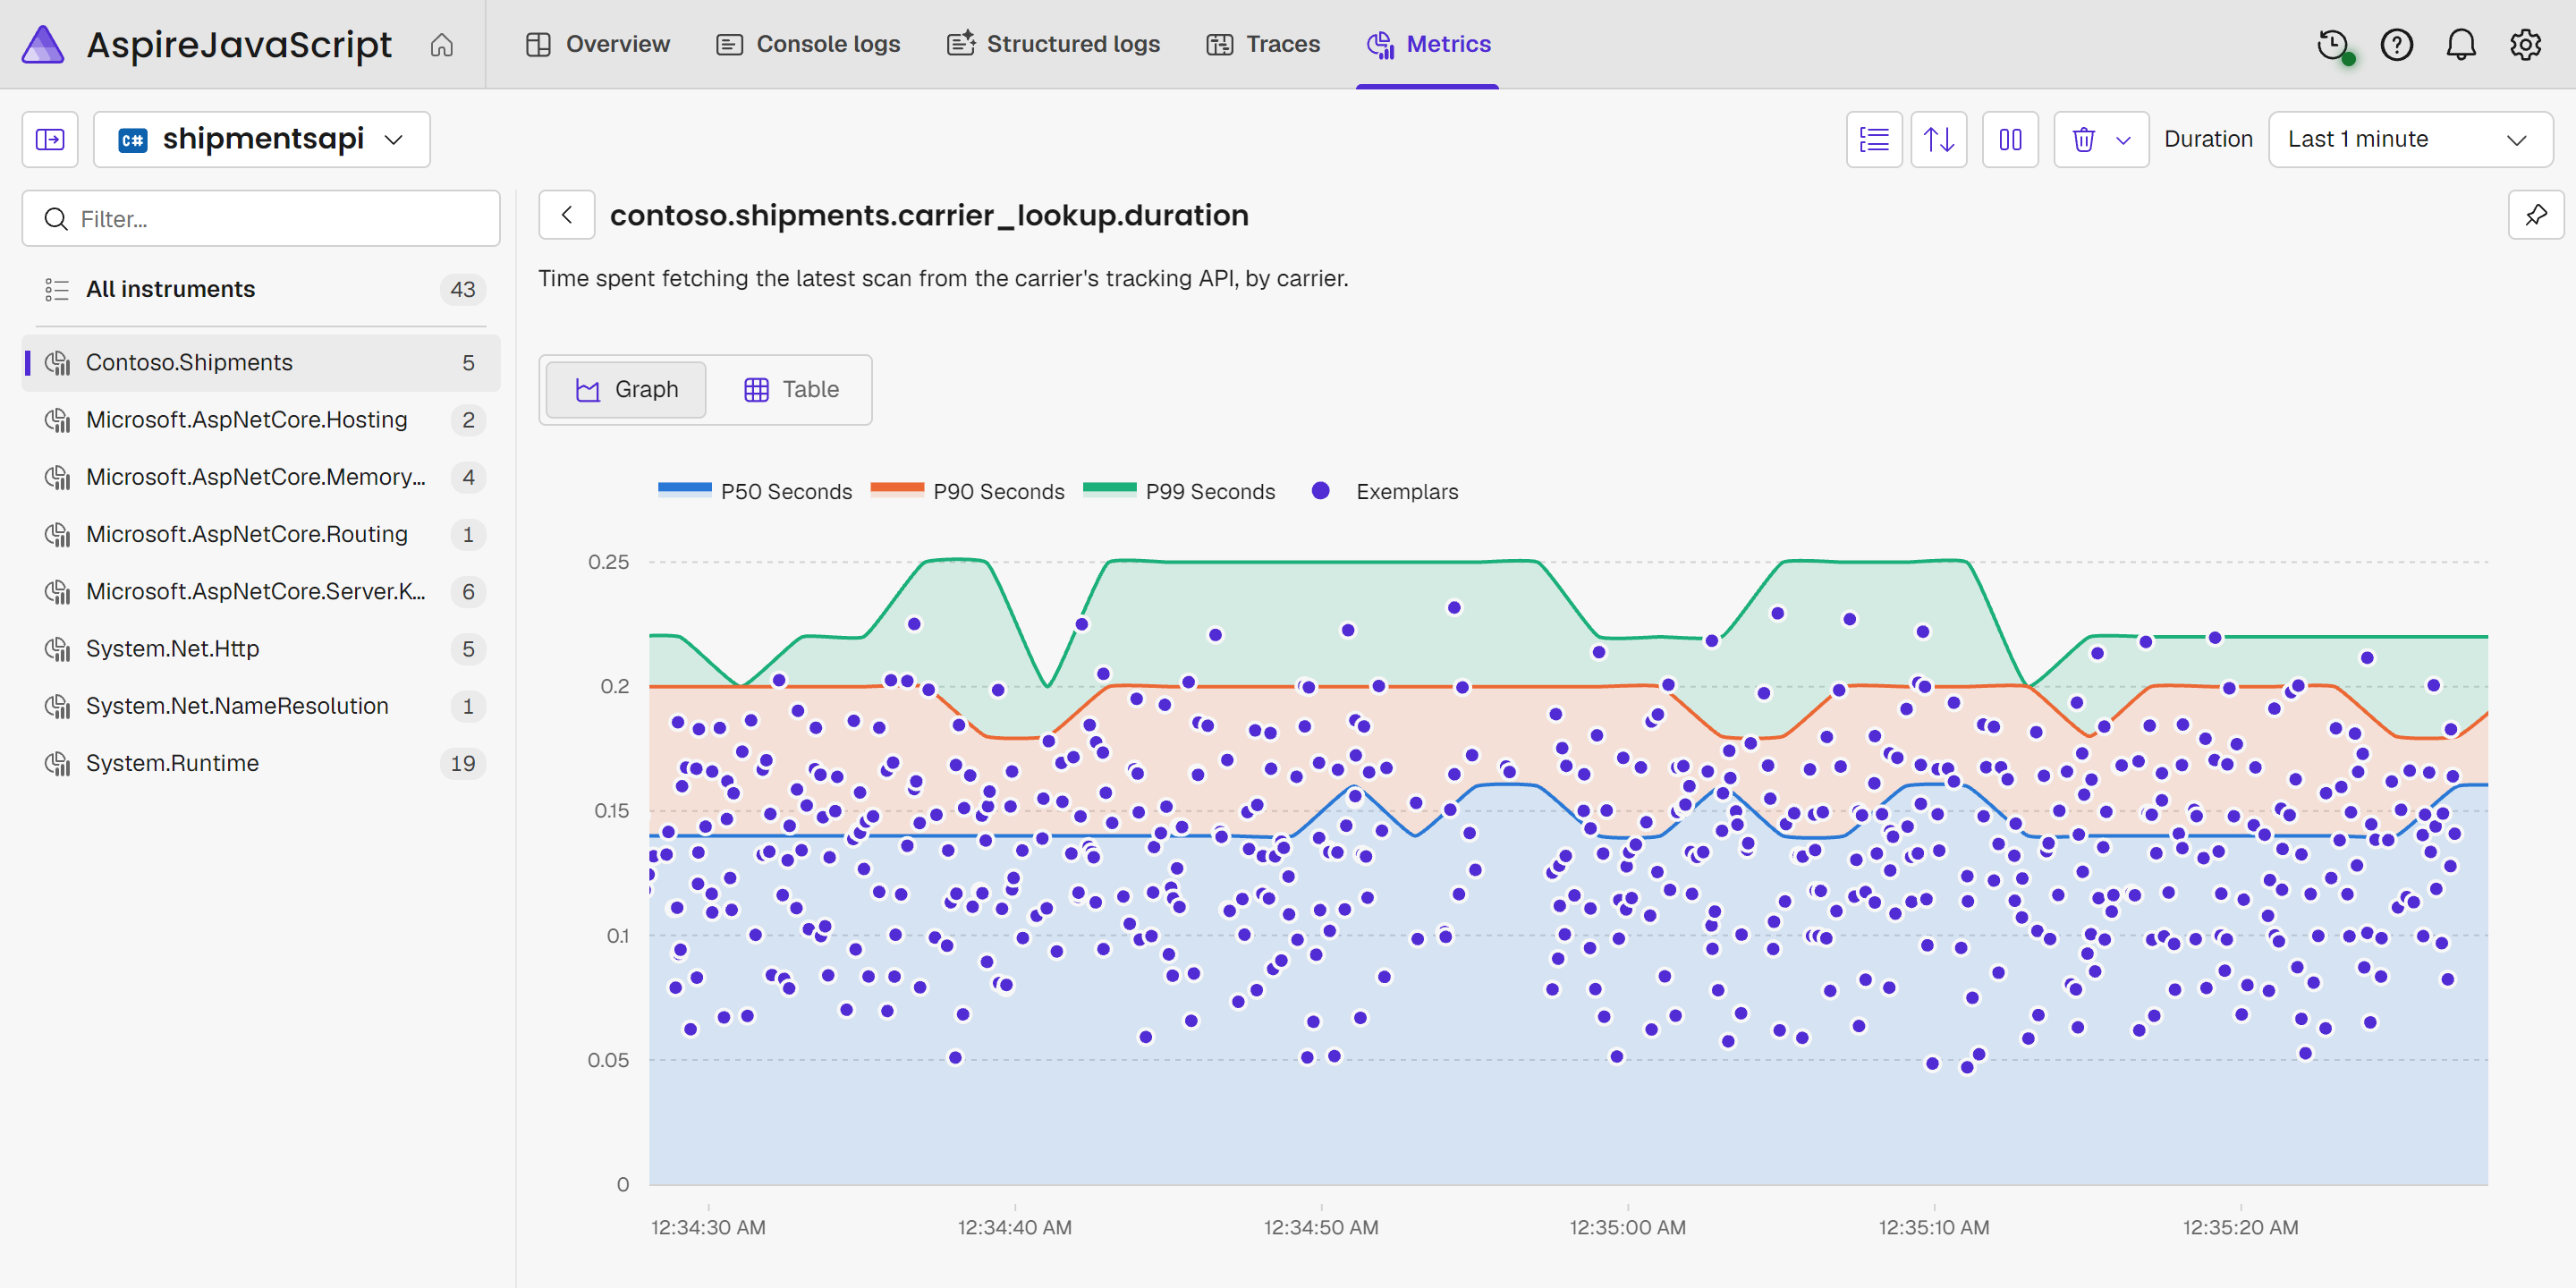 AspireJavaScript
Overview
Console logs
Structured logs
Traces
Metrics
C# shipmentsapi
Duration
Last 1 minute
Filter...
All instruments 43
Contoso.Shipments 5
Microsoft.AspNetCore.Hosting 2
Microsoft.AspNetCore.Memory... 4
Microsoft.AspNetCore.Routing 1
Microsoft.AspNetCore.Server.K... 6
System.Net.Http 5
System.Net.NameResolution 1
System.Runtime 19
contoso.shipments.carrier_lookup.duration
Time spent fetching the latest scan from the carrier's tracking API, by carrier.
Graph
Table
P50 Seconds P90 Seconds P99 Seconds Exemplars
0.25
0.2
0.15
0.1
0.05
0
12:34:30 AM 12:34:40 AM 12:34:50 AM 12:35:00 AM 12:35:10 AM 12:35:20 AM